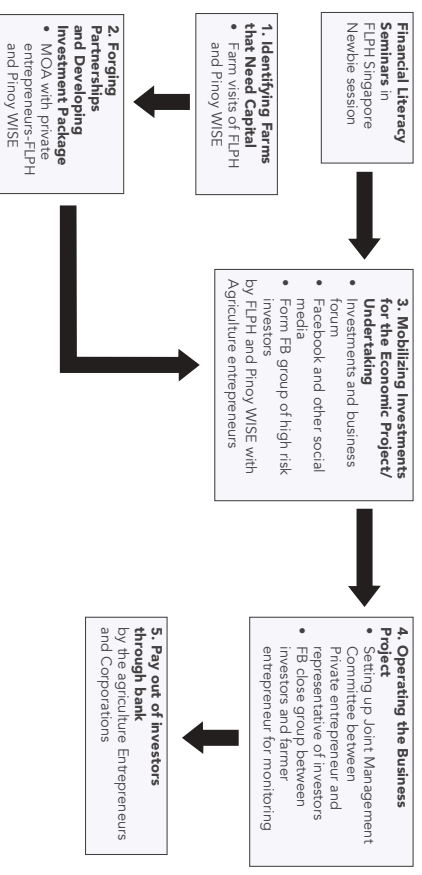 Financial Literacy
Seminars in
FLPH Singapore
Newbie session
1. Identifying Farms
that Need Capital
• Farm visits of FLPH
and Pinoy WISE
2. Forging
Partnerships
and Developing
Investment Package
• MOA with private
entrepreneurs-FLPH
and Pinoy WISE
3. Mobilizing Investments
for the Economic Project/
Undertaking
• Investments and business
forum
• Facebook and other social
media
• Form FB group of high risk
investors
by FLPH and Pinoy WISE with
Agriculture entrepreneurs
4. Operating the Business
Project
• Setting up Joint Management
Committee between
Private entrepreneur and
representative of investors
• FB close group between
investors and farmer
entrepreneur for monitoring
5. Pay out of investors
through bank
by the agriculture Entrepreneurs
and Corporations